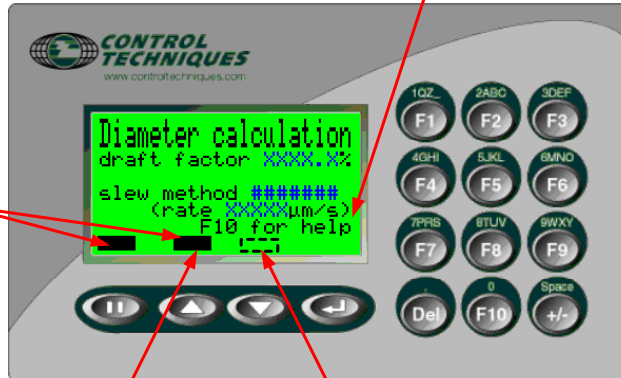 CONTROL
TECHNIQUES
www.controltechniques.com
Diameter calculation
draft factor XXXX.X%
slew method #######
(rate XXXXXµm/s)
F10 for help
1QZ_ 2ABC 3DEF
F1 F2 F3
4GHI 5JKL 6MNO
F4 F5 F6
7PRS 8TUV 9WXY
F7 F8 F9
. 0 Space
Del F10 +/-